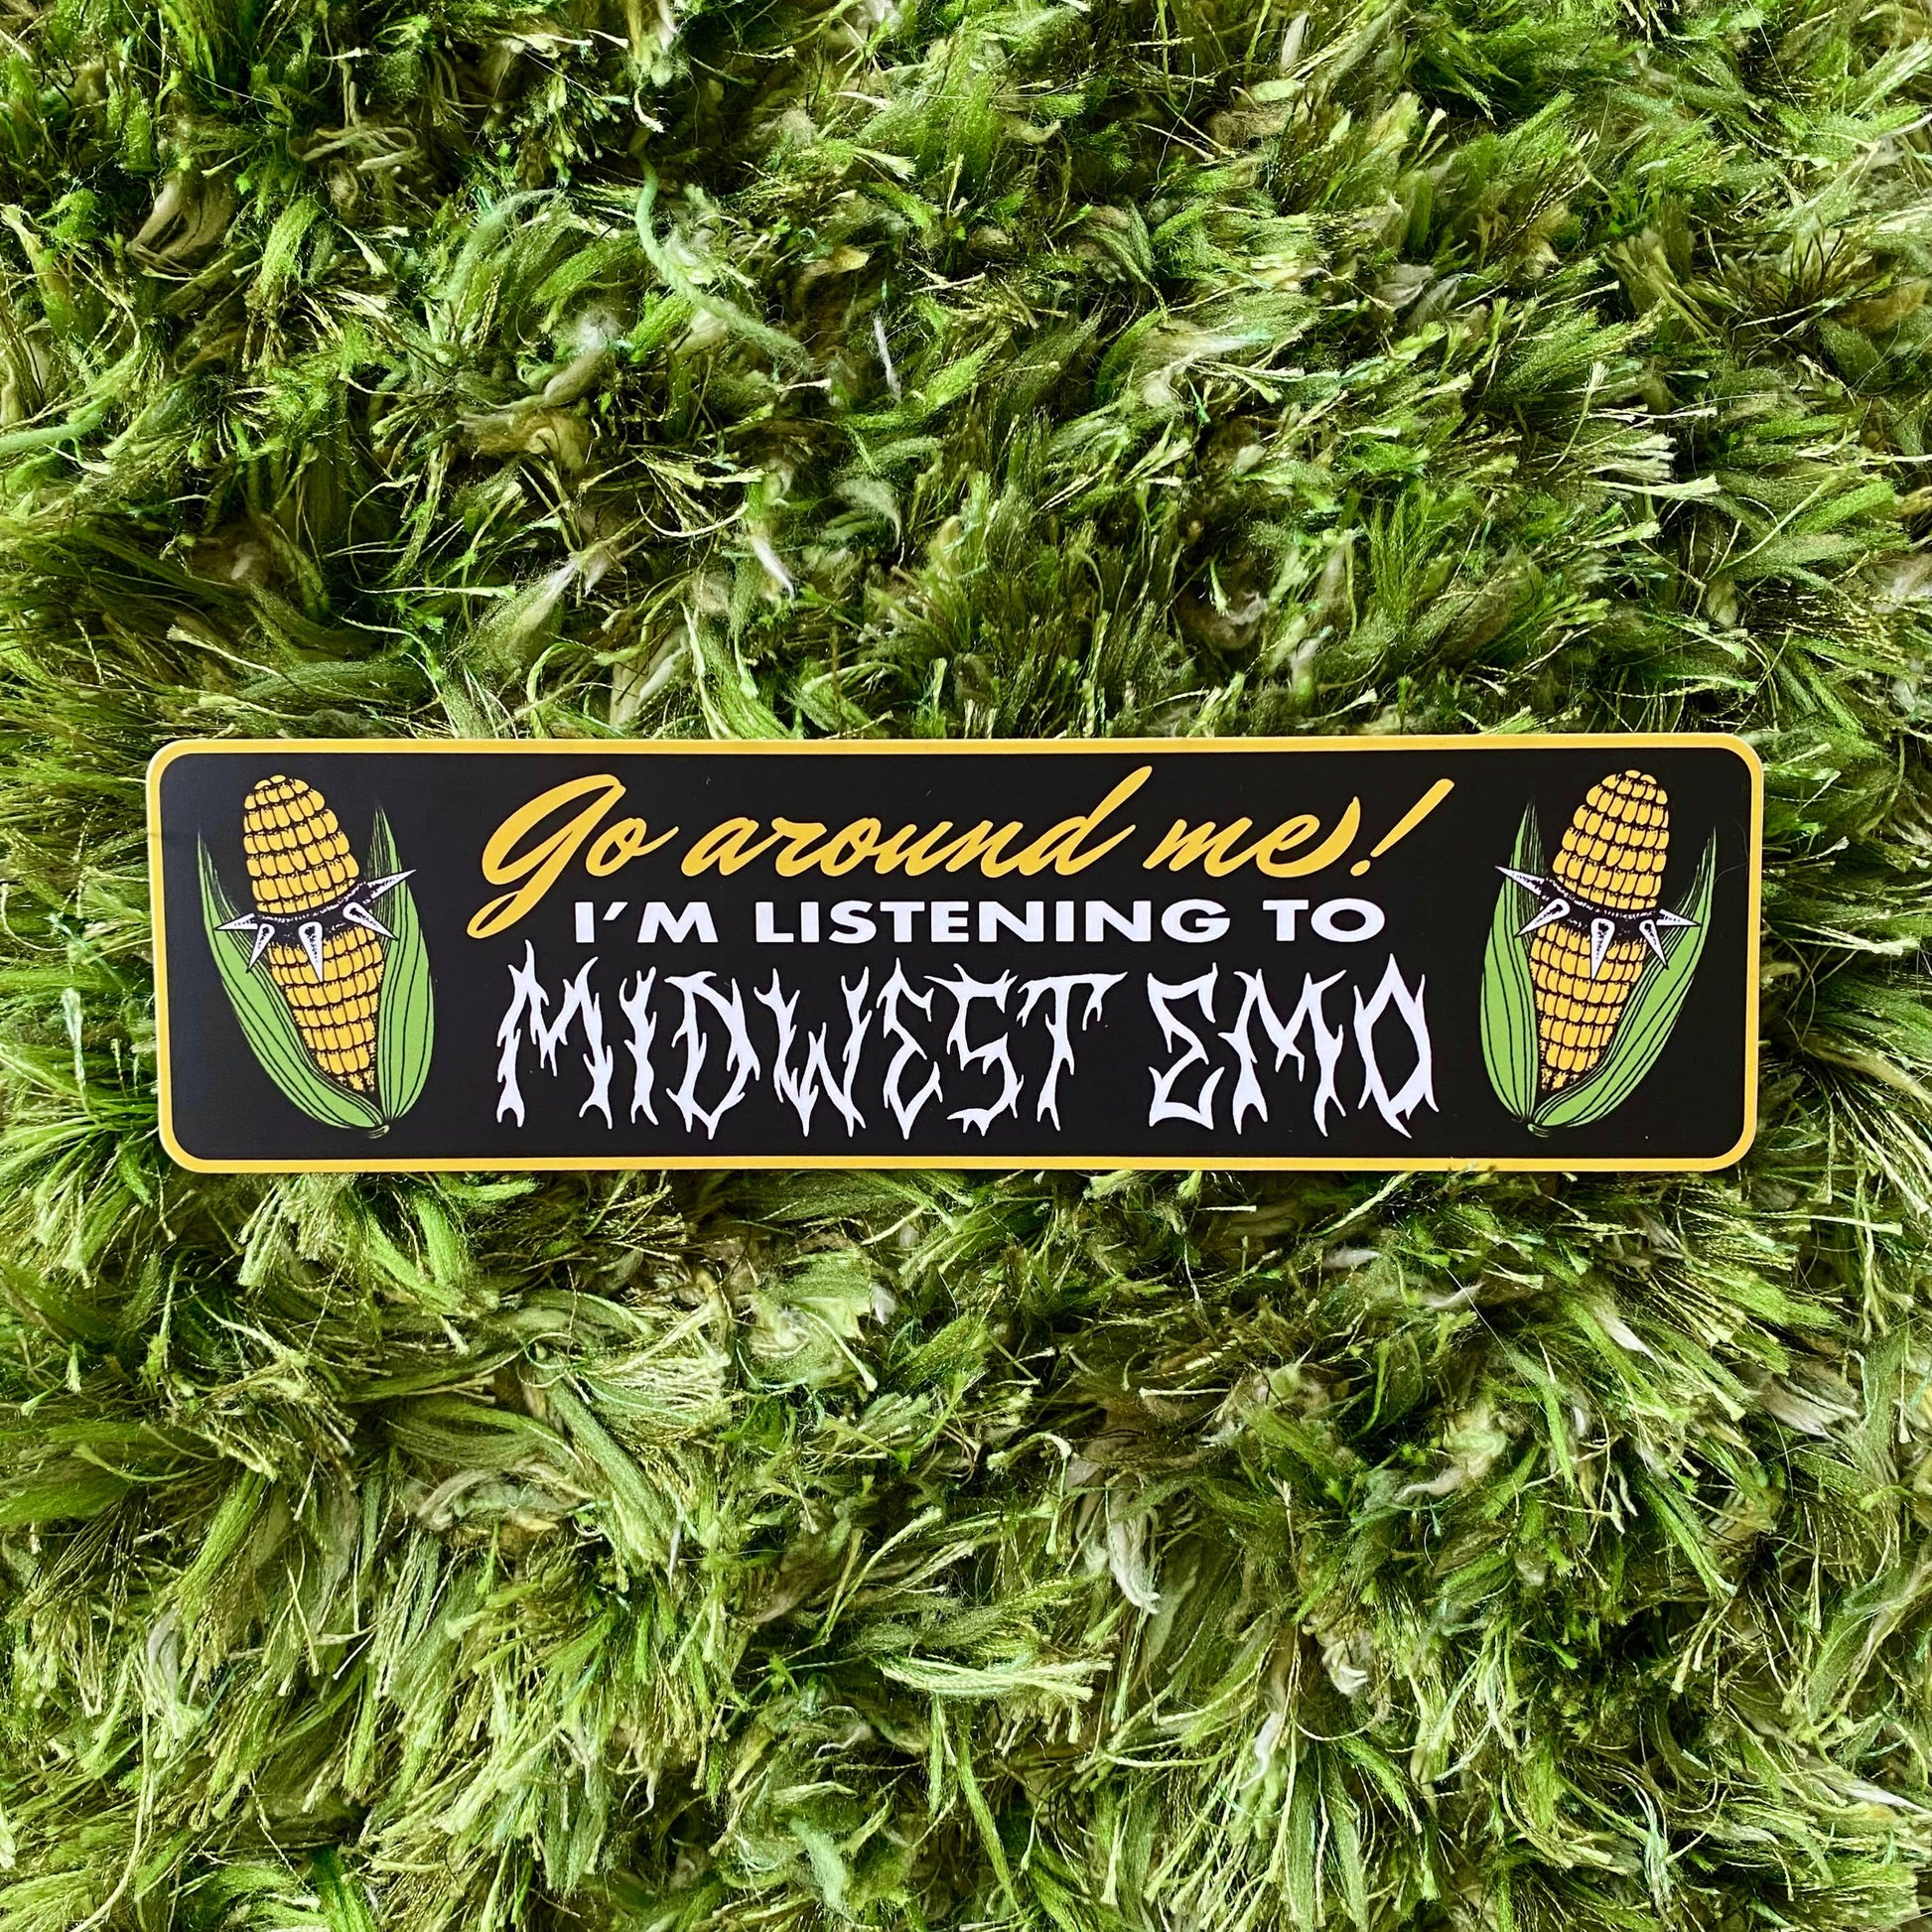 Go around me!
I'M LISTENING TO
MIDWEST EMO